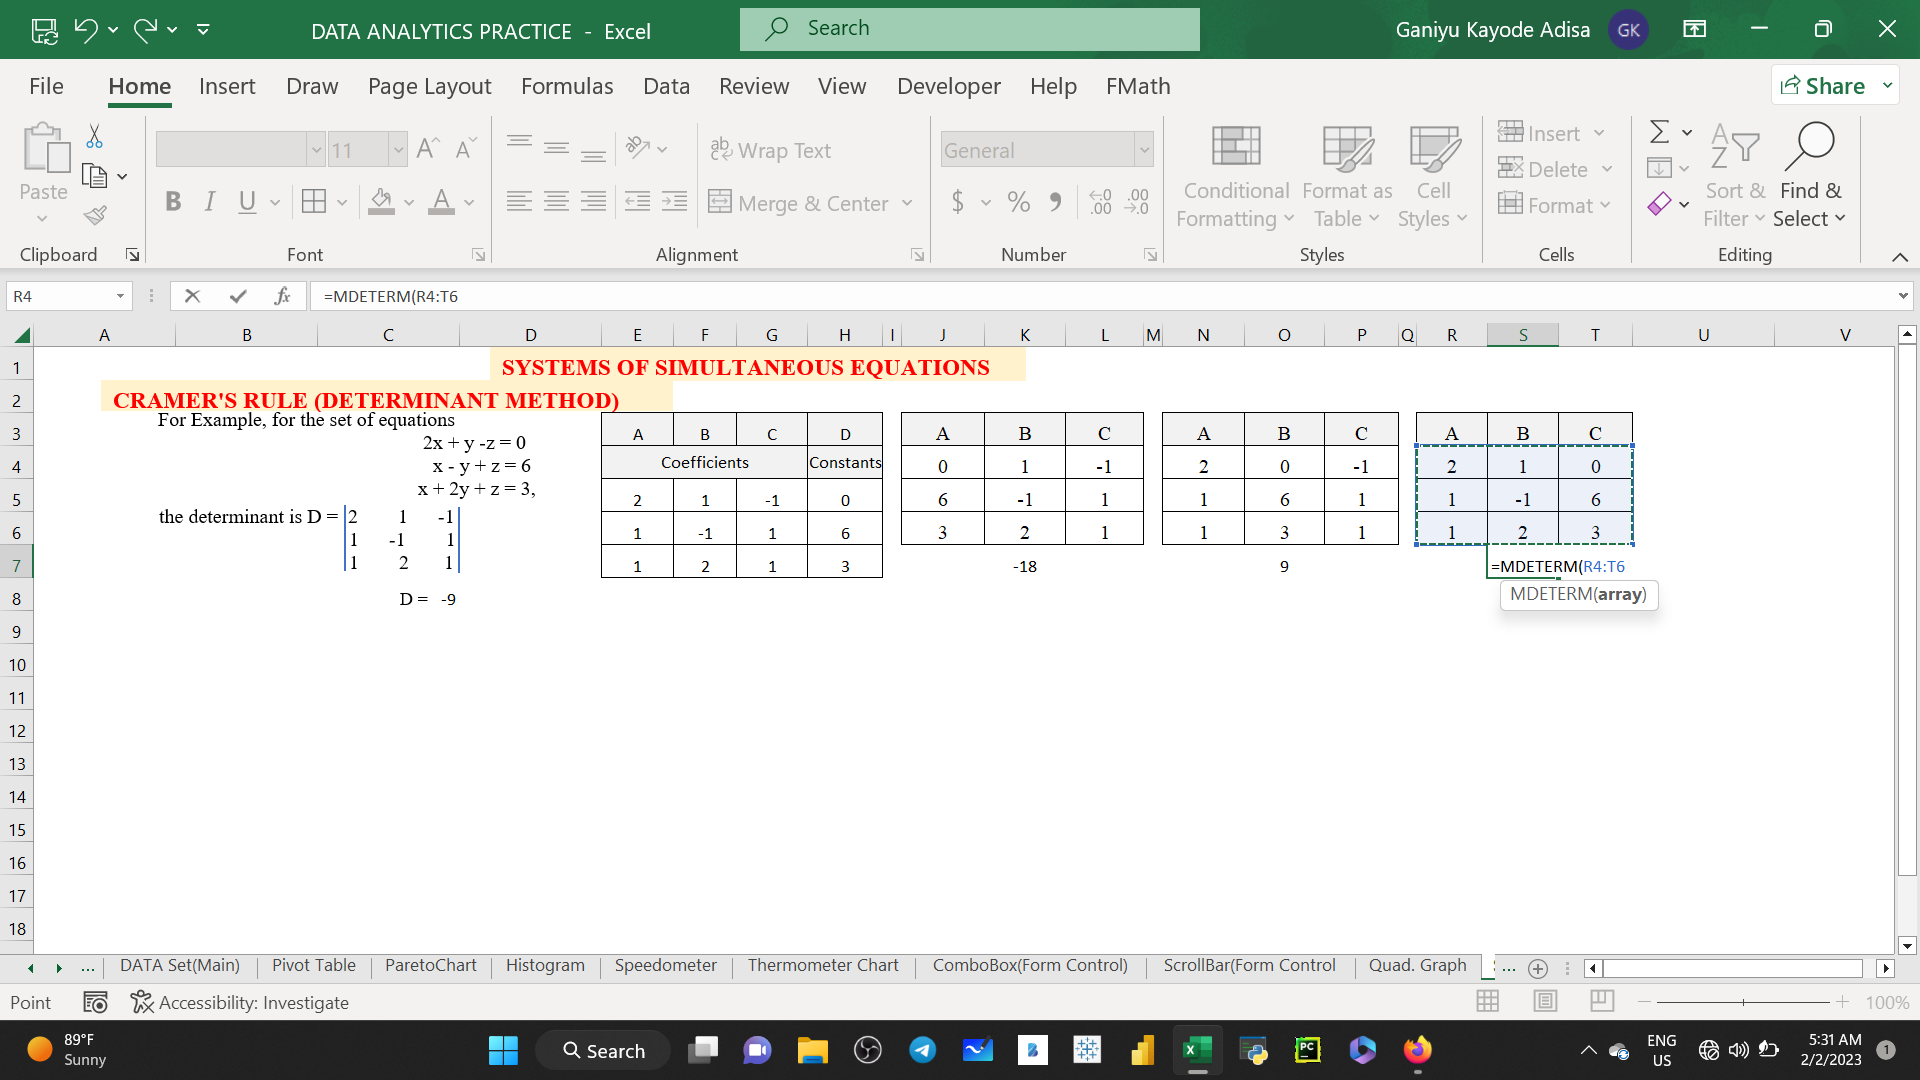 DATA ANALYTICS PRACTICE - Excel
Search
Ganiyu Kayode Adisa
GK
File Home Insert Draw Page Layout Formulas Data Review View Developer Help FMath
Share
Paste
Clipboard
11
A^ A˅
B I U
Font
ab Wrap Text
Merge & Center
Alignment
General
$ % 9 .00 .00
Number
Conditional Formatting
Format as Table
Cell Styles
Styles
Insert
Delete
Format
Cells
Sort & Filter
Find & Select
Editing
R4
fx
=MDETERM(R4:T6
A B C D E F G H I J K L M N O P Q R S T U V
1 SYSTEMS OF SIMULTANEOUS EQUATIONS
2 CRAMER'S RULE (DETERMINANT METHOD)
For Example, for the set of equations
2x + y -z = 0
x - y + z = 6
x + 2y + z = 3,
the determinant is D = 2 1 -1
1 -1 1
1 2 1
D = -9
A B C D
Coefficients Constants
2 1 -1 0
1 -1 1 6
1 2 1 3
A B C
0 1 -1
6 -1 1
3 2 1
-18
A B C
2 0 -1
1 6 1
1 3 1
9
A B C
2 1 0
1 -1 6
1 2 3
=MDETERM(R4:T6
MDETERM(array)
3
4
5
6
7
8
9
10
11
12
13
14
15
16
17
18
... DATA Set(Main) Pivot Table ParetoChart Histogram Speedometer Thermometer Chart ComboBox(Form Control) ScrollBar(Form Control Quad. Graph ...
Point Accessibility: Investigate 100%
89°F
Sunny
Search
ENG
US
5:31 AM
2/2/2023
1